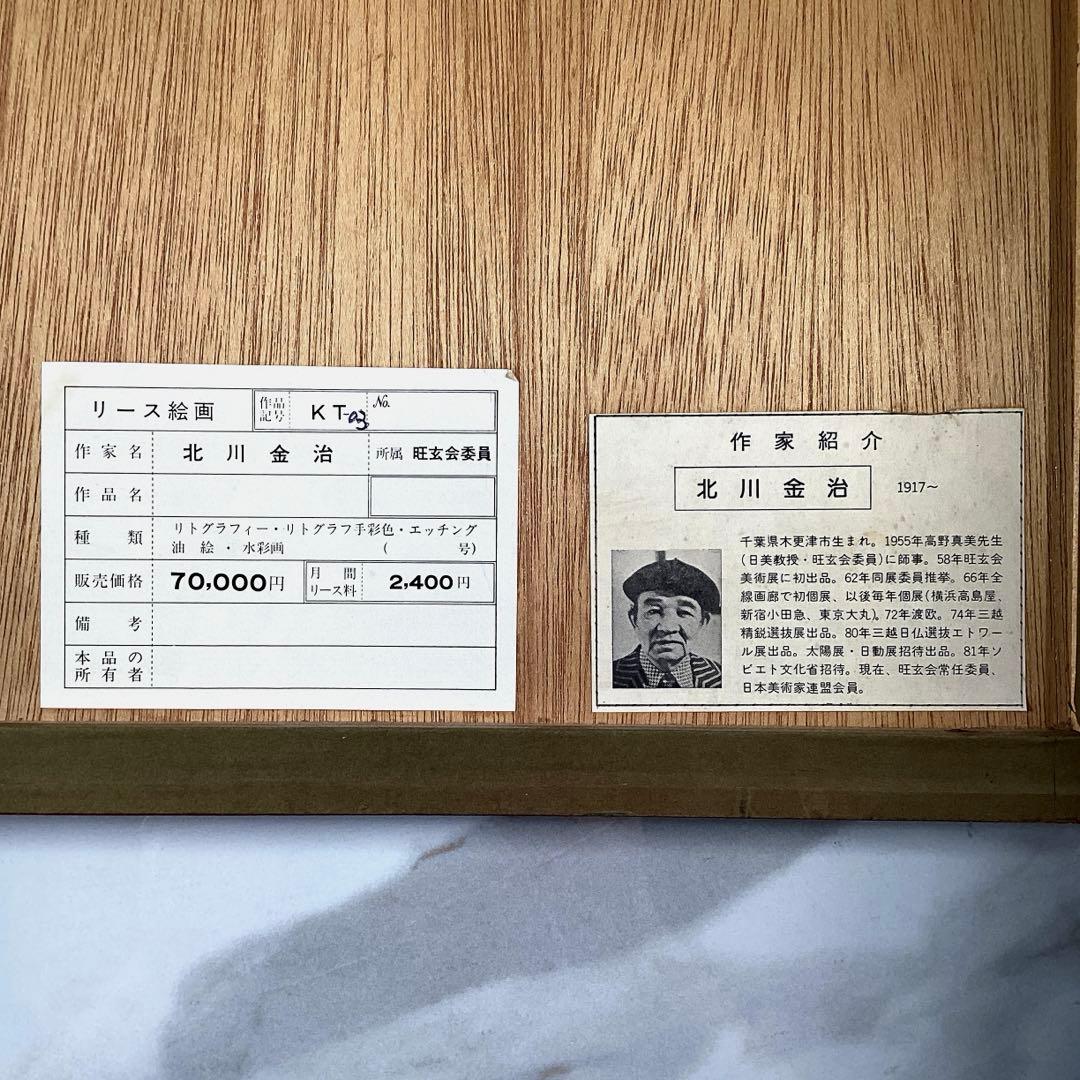 リース絵画 作品記号 KT-03 No.
作家名 北川金治 所属 旺玄会委員
作品名
種類 リトグラフィー・リトグラフ手彩色・エッチング
油絵・水彩画 ( 号)
販売価格 70,000円 月間リース料 2,400円
備考
本品の所有者
作家紹介
北川金治 1917〜
千葉県木更津市生まれ。1955年高野真美先生
(日美教授・旺玄会委員)に師事。58年旺玄会
美術展に初出品。62年同展委員推挙。66年全
線画廊で初個展、以後毎年個展(横浜高島屋、
新宿小田急、東京大丸)。72年渡欧。74年三越
精鋭選抜展出品。80年三越日仏選抜エトワー
ル展出品。太陽展・日動展招待出品。81年ソ
ビエト文化省招待。現在、旺玄会常任委員、
日本美術家連盟会員。